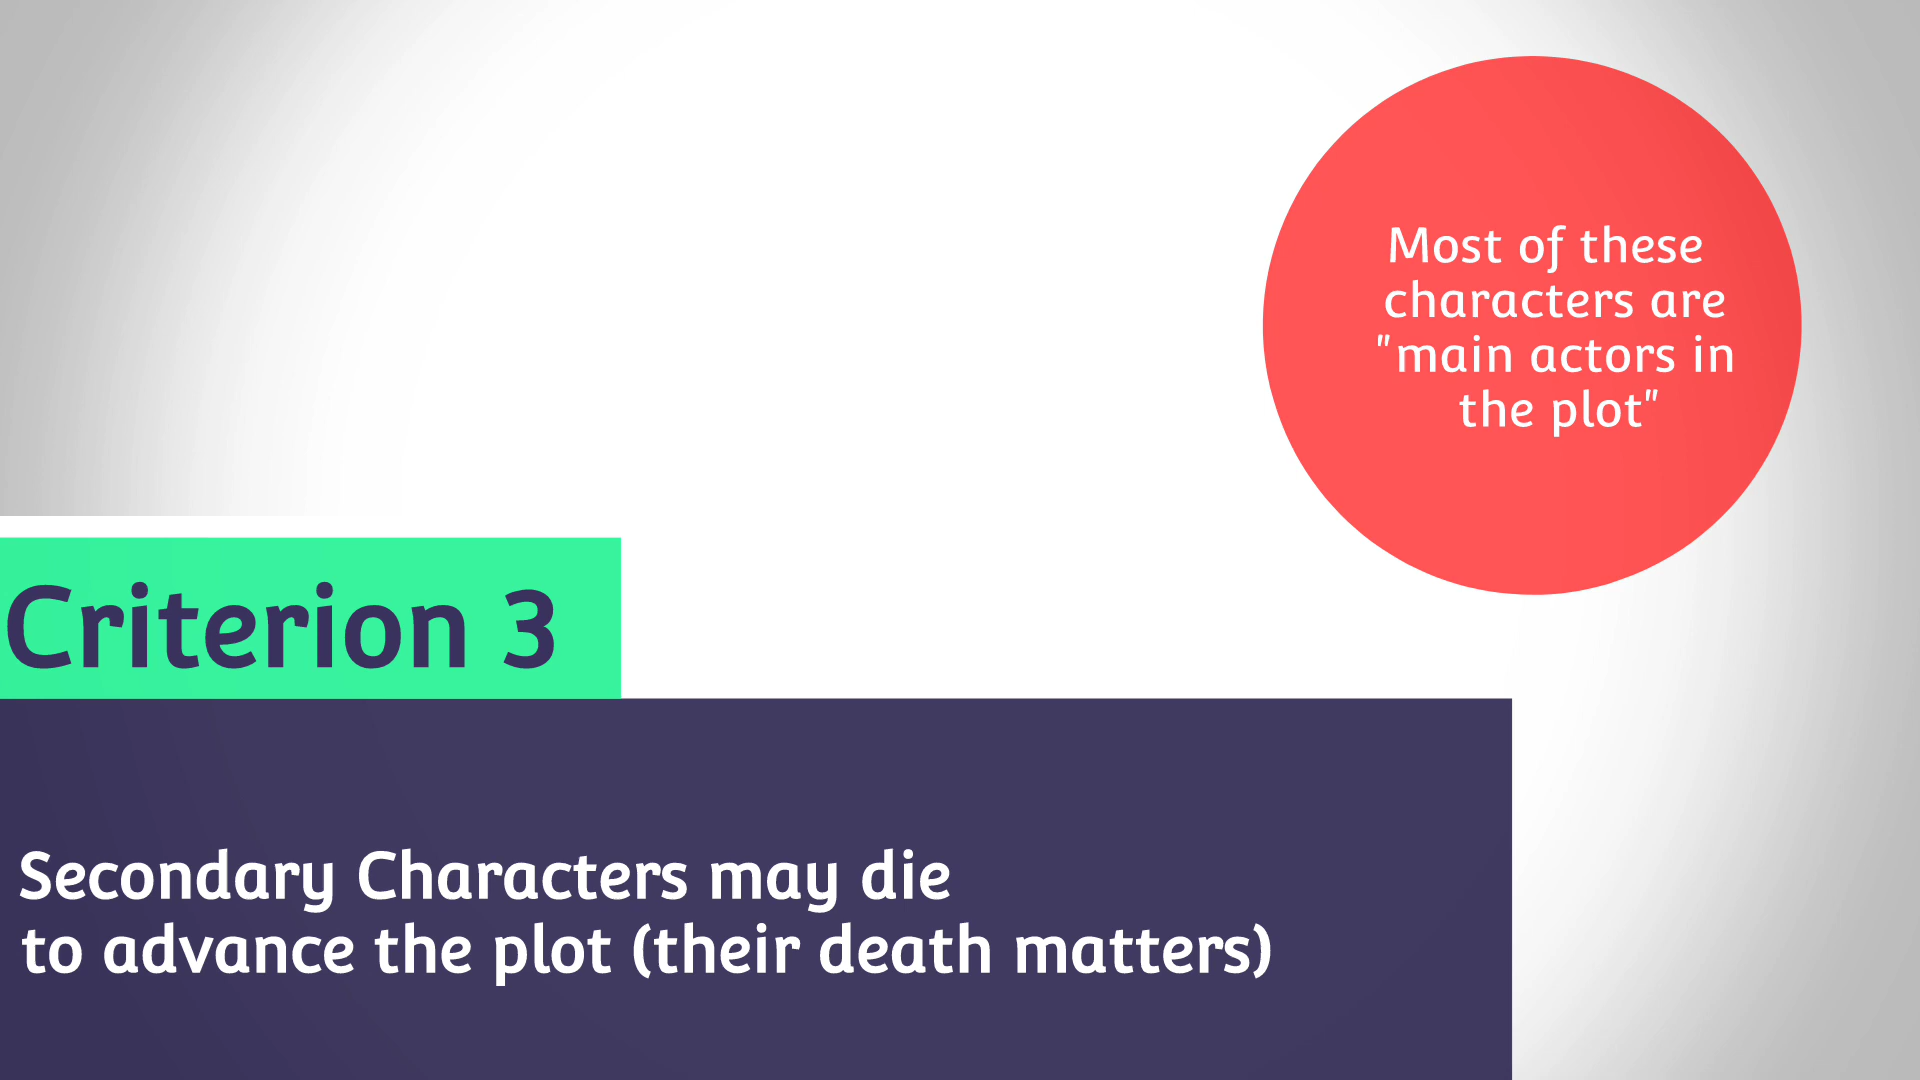 Most of these
characters are
"main actors in
the plot"
Criterion 3
Secondary Characters may die
to advance the plot (their death matters)